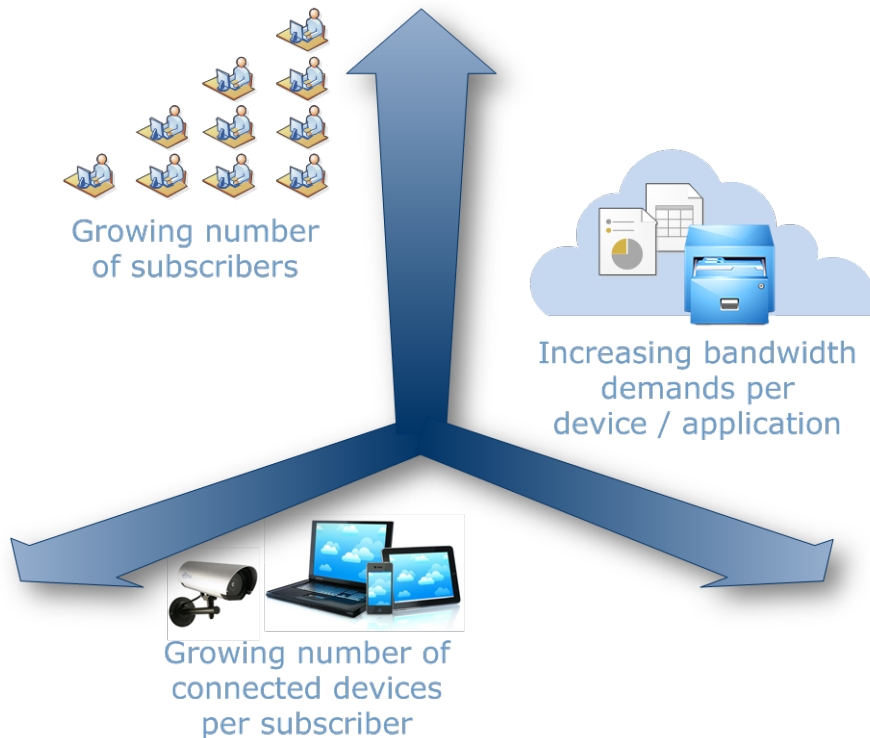 Growing number
of subscribers
Increasing bandwidth
demands per
device / application
Growing number of
connected devices
per subscriber